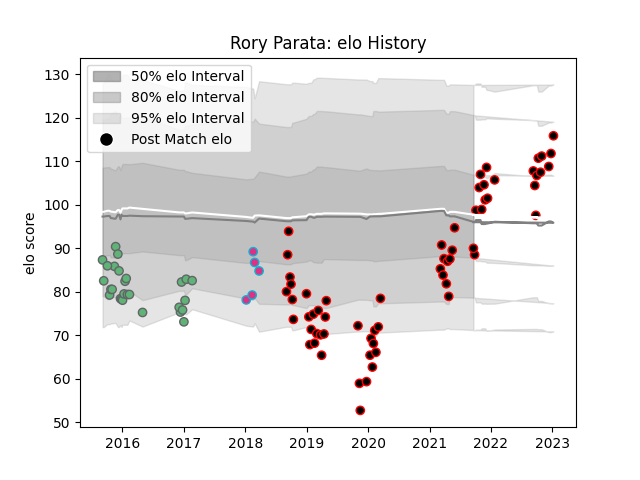 Rory Parata: elo History
50% elo Interval
80% elo Interval
95% elo Interval
Post Match elo
elo score
130
120
110
100
90
80
70
60
50
2016 2017 2018 2019 2020 2021 2022 2023